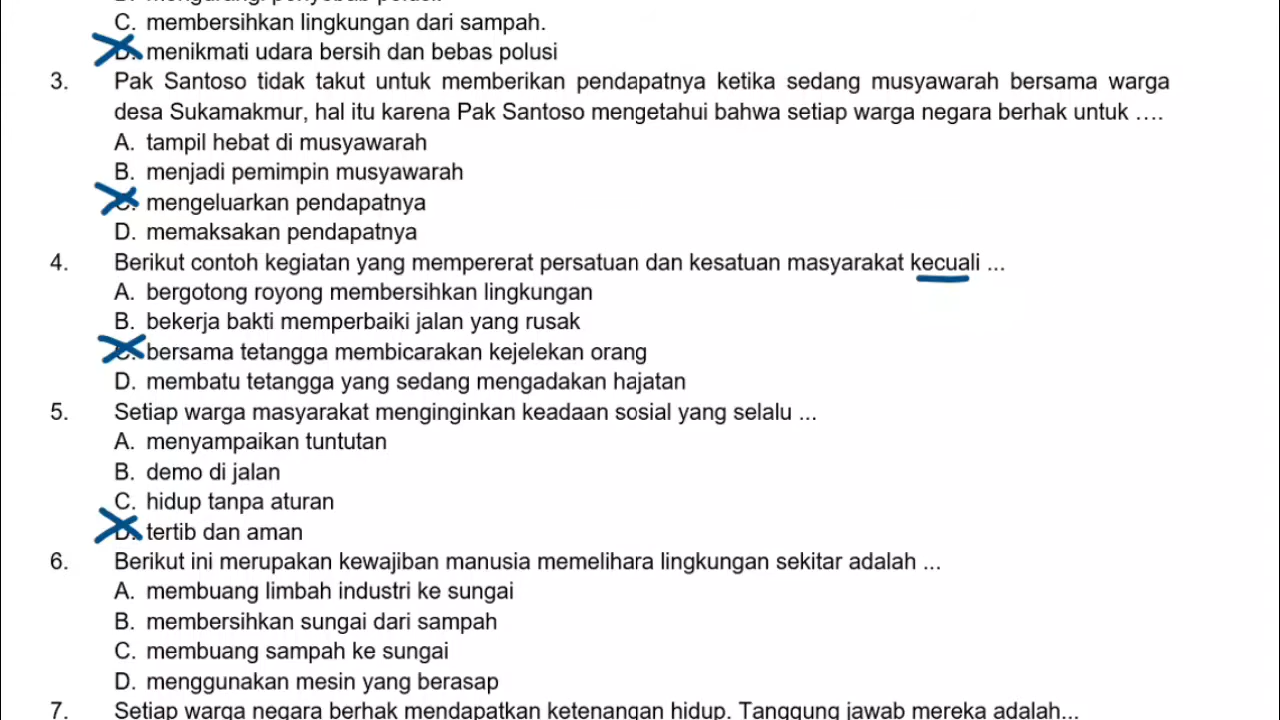 C. membersihkan lingkungan dari sampah.
D. menikmati udara bersih dan bebas polusi
3. Pak Santoso tidak takut untuk memberikan pendapatnya ketika sedang musyawarah bersama warga
desa Sukamakmur, hal itu karena Pak Santoso mengetahui bahwa setiap warga negara berhak untuk ….
A. tampil hebat di musyawarah
B. menjadi pemimpin musyawarah
C. mengeluarkan pendapatnya
D. memaksakan pendapatnya
4. Berikut contoh kegiatan yang mempererat persatuan dan kesatuan masyarakat kecuali ...
A. bergotong royong membersihkan lingkungan
B. bekerja bakti memperbaiki jalan yang rusak
C. bersama tetangga membicarakan kejelekan orang
D. membatu tetangga yang sedang mengadakan hajatan
5. Setiap warga masyarakat menginginkan keadaan sosial yang selalu ...
A. menyampaikan tuntutan
B. demo di jalan
C. hidup tanpa aturan
D. tertib dan aman
6. Berikut ini merupakan kewajiban manusia memelihara lingkungan sekitar adalah ...
A. membuang limbah industri ke sungai
B. membersihkan sungai dari sampah
C. membuang sampah ke sungai
D. menggunakan mesin yang berasap
7. Setiap warga negara berhak mendapatkan ketenangan hidup. Tanggung jawab mereka adalah...